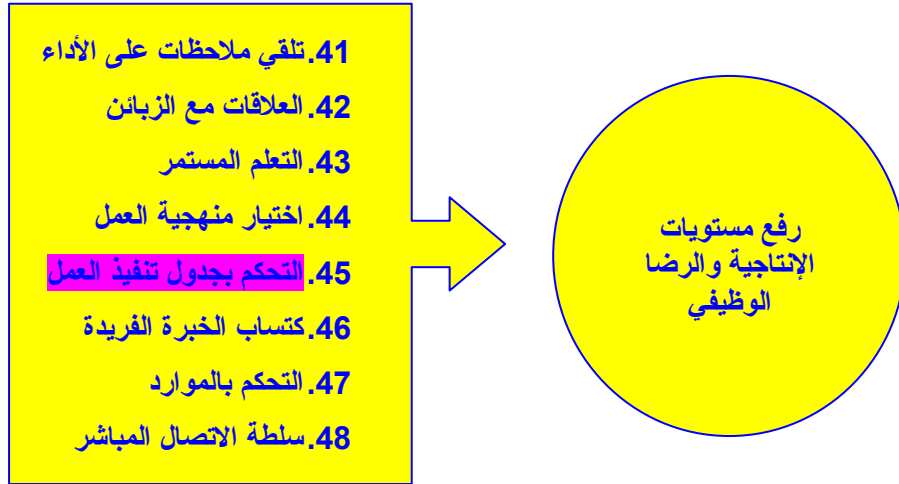 41.تلقي ملاحظات على الأداء
42.العلاقات مع الزبائن
43.التعلم المستمر
44.اختيار منهجية العمل
45.التحكم بجدول تنفيذ العمل
46.كتساب الخبرة الفريدة
47.التحكم بالموارد
48.سلطة الاتصال المباشر
رفع مستويات
الإنتاجية والرضا
الوظيفي